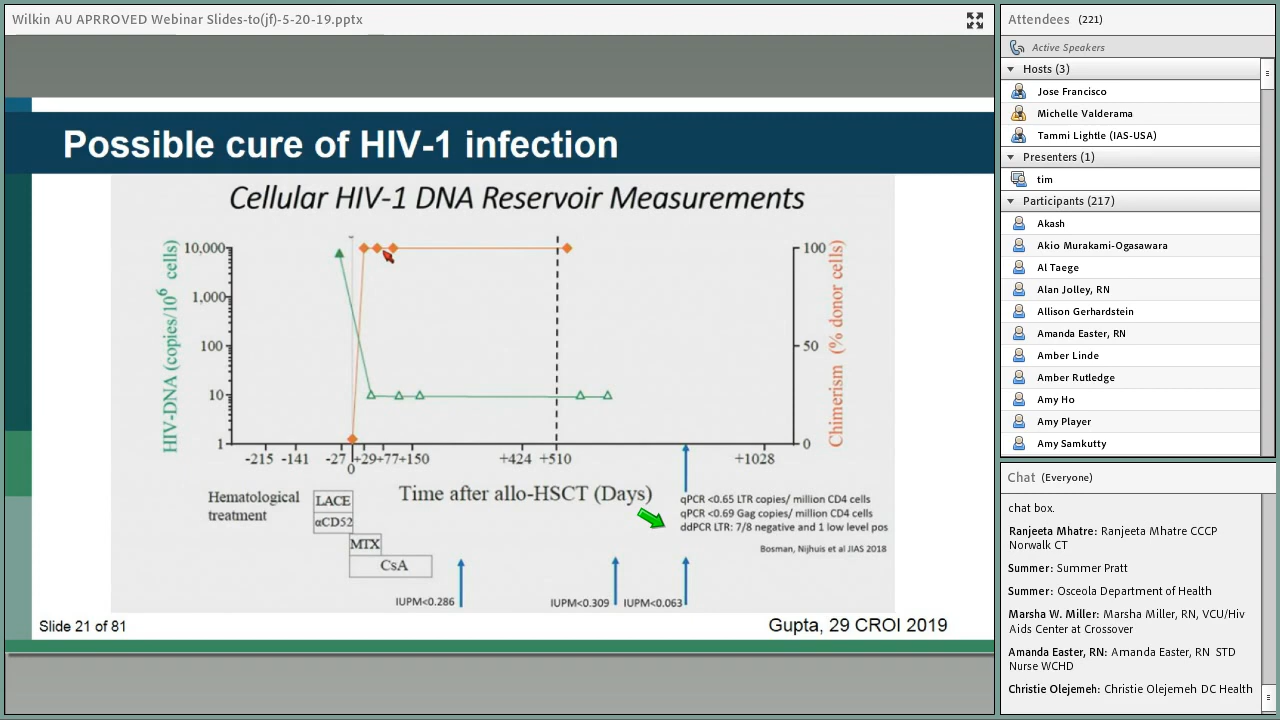 Wilkin AU APRROVED Webinar Slides-to(jf)-5-20-19.pptx
Possible cure of HIV-1 infection
Cellular HIV-1 DNA Reservoir Measurements
HIV-DNA (copies/10⁶ cells)
10,000
1,000
100
10
1
100
50
0
Chimerism (% donor cells)
-215 -141 -27 0 +29 +77 +150 +424 +510 +1028
Time after allo-HSCT (Days)
Hematological
treatment
LACE
αCD52
MTX
CsA
qPCR <0.65 LTR copies/ million CD4 cells
qPCR <0.69 Gag copies/ million CD4 cells
ddPCR LTR: 7/8 negative and 1 low level pos
Bosman, Nijhuis et al JIAS 2018
IUPM<0.286
IUPM<0.309
IUPM<0.063
Slide 21 of 81
Gupta, 29 CROI 2019
Attendees (221)
Active Speakers
Hosts (3)
Jose Francisco
Michelle Valderama
Tammi Lightle (IAS-USA)
Presenters (1)
tim
Participants (217)
Akash
Akio Muragami-Ogasawara
Al Taege
Alan Jolley, RN
Allison Gerhardstein
Amanda Easter, RN
Amber Linde
Amber Rutledge
Amy Ho
Amy Player
Amy Samkutty
Chat (Everyone)
chat box.
Ranjeeta Mhatre: Ranjeeta Mhatre CCCP
Norwalk CT
Summer: Summer Pratt
Summer: Osceola Department of Health
Marsha W. Miller: Marsha Miller, RN, VCU/Hiv
Aids Center at Crossover
Amanda Easter, RN: Amanda Easter, RN STD
Nurse WCHD
Christie Olejemeh: Christie Olejemeh DC Health